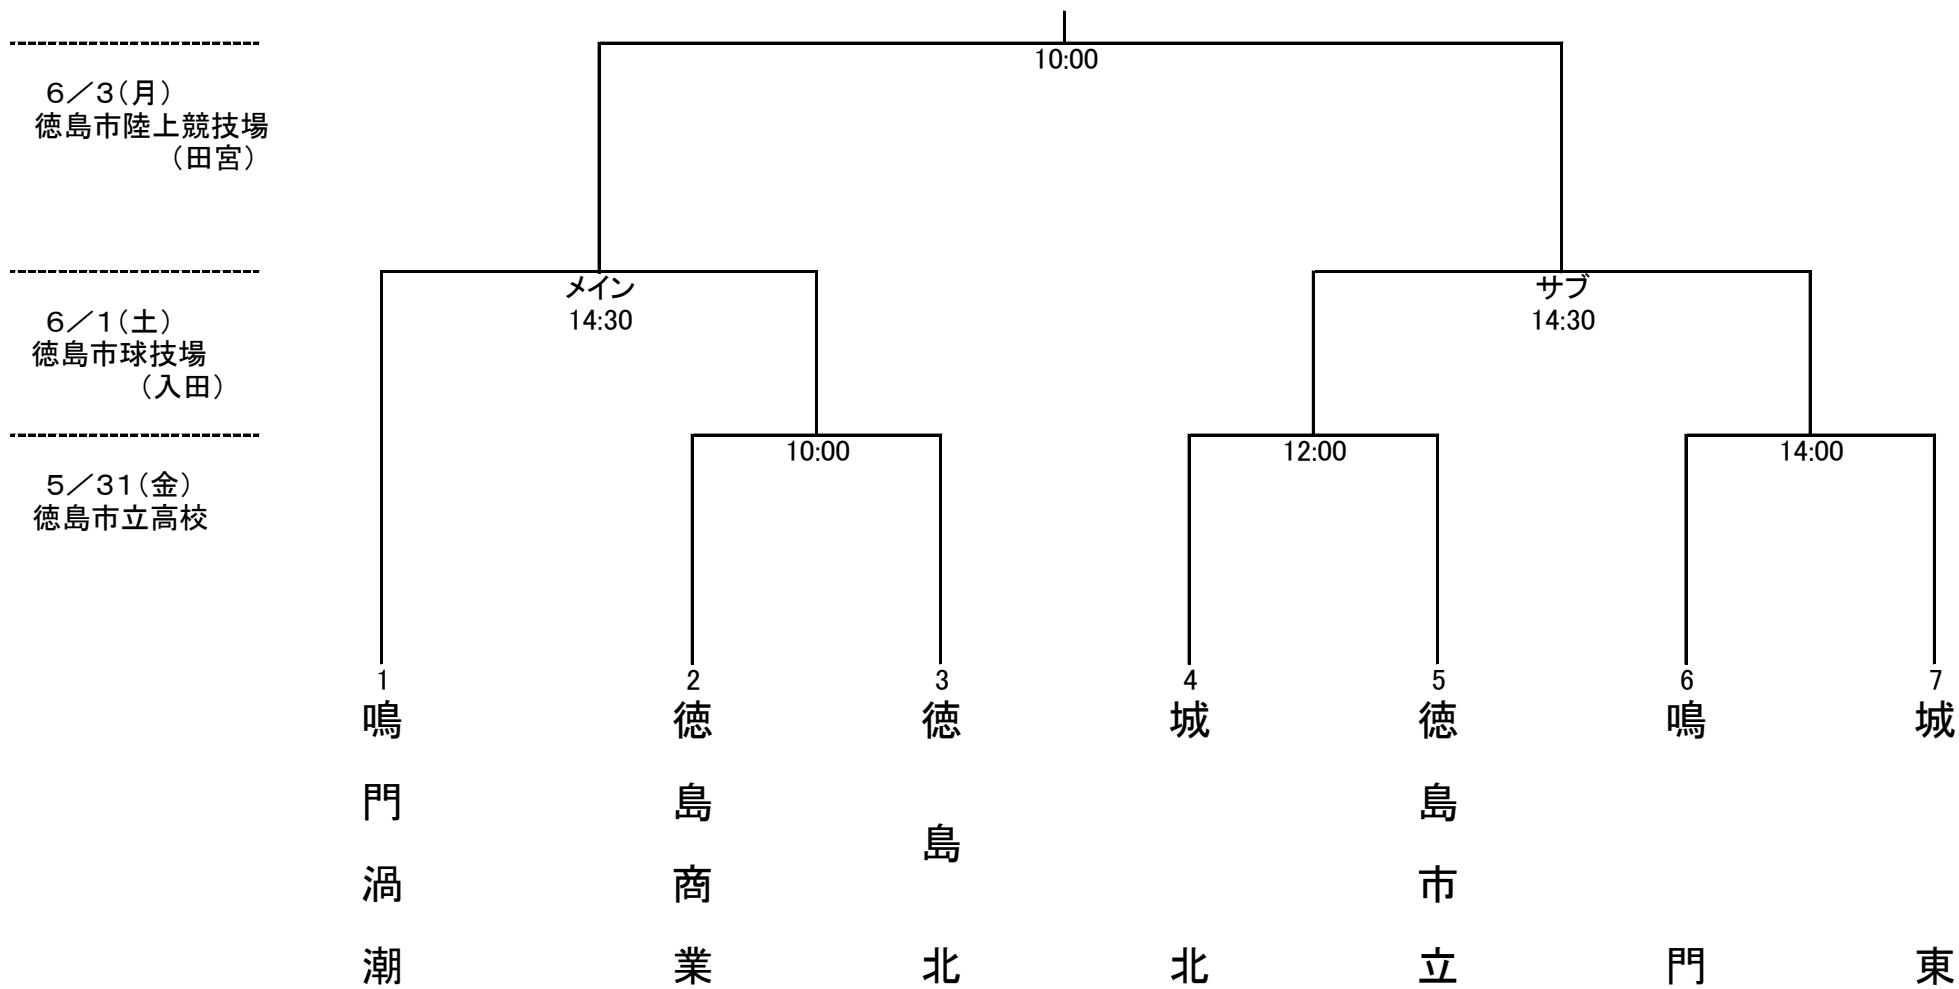 10:00
6／3（月）
徳島市陸上競技場
（田宮）
メイン
14:30
サブ
14:30
6／1（土）
徳島市球技場
（入田）
10:00
12:00
14:00
5／31（金）
徳島市立高校
1
鳴門渦潮
2
徳島商業
3
徳島北
4
城北
5
徳島市立
6
鳴門
7
城東